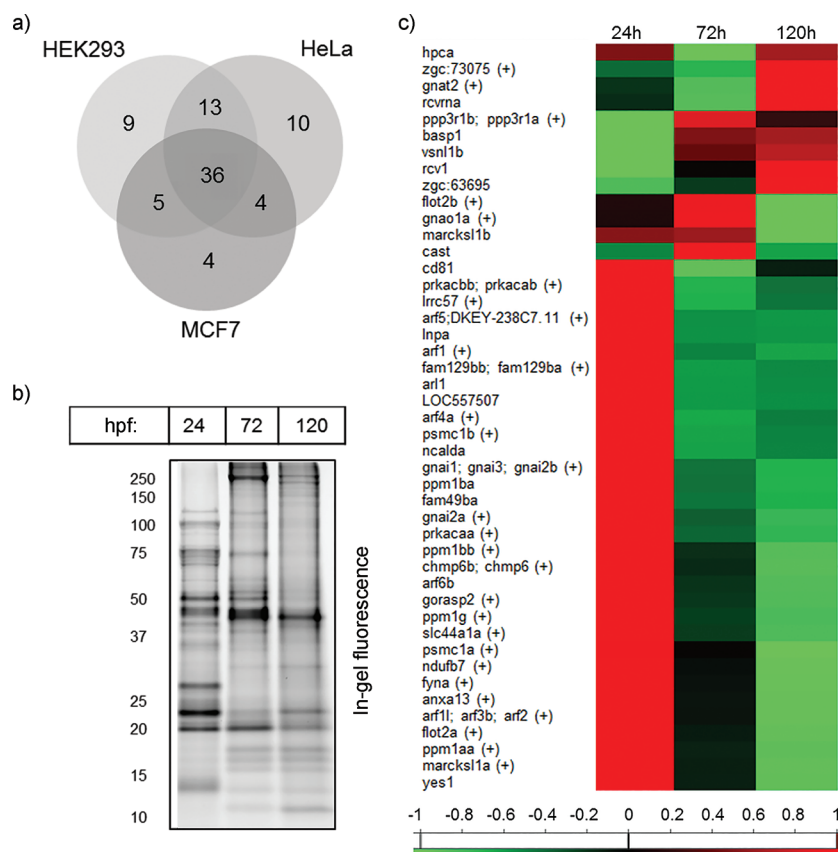 a)
HEK293
HeLa
9
13
10
36
5
4
4
MCF7
b)
hpf: 24 72 120
250
150
100
75
50
37
25
20
15
10
In-gel fluorescence
c)
24h 72h 120h
hpca
zgc:73075 (+)
gnat2 (+)
rcvrna
ppp3r1b; ppp3r1a (+)
basp1
vsnl1b
rcv1
zgc:63695
flot2b (+)
gnao1a (+)
marcksl1b
cast
cd81
prkacbb; prkacab (+)
lrrc57 (+)
arf5;DKEY-238C7.11 (+)
lnpa
arf1 (+)
fam129bb; fam129ba (+)
arl1
LOC557507
arf4a (+)
psmc1b (+)
ncalda
gnai1; gnai3; gnai2b (+)
ppm1ba
fam49ba
gnai2a (+)
prkacaa (+)
ppm1bb (+)
chmp6b; chmp6 (+)
arf6b
gorasp2 (+)
ppm1g (+)
slc44a1a (+)
psmc1a (+)
ndufb7 (+)
fyna (+)
anxa13 (+)
arf1l; arf3b; arf2 (+)
flot2a (+)
ppm1aa (+)
marcksl1a (+)
yes1
-1 -0.8 -0.6 -0.4 -0.2 0 0.2 0.4 0.6 0.8 1